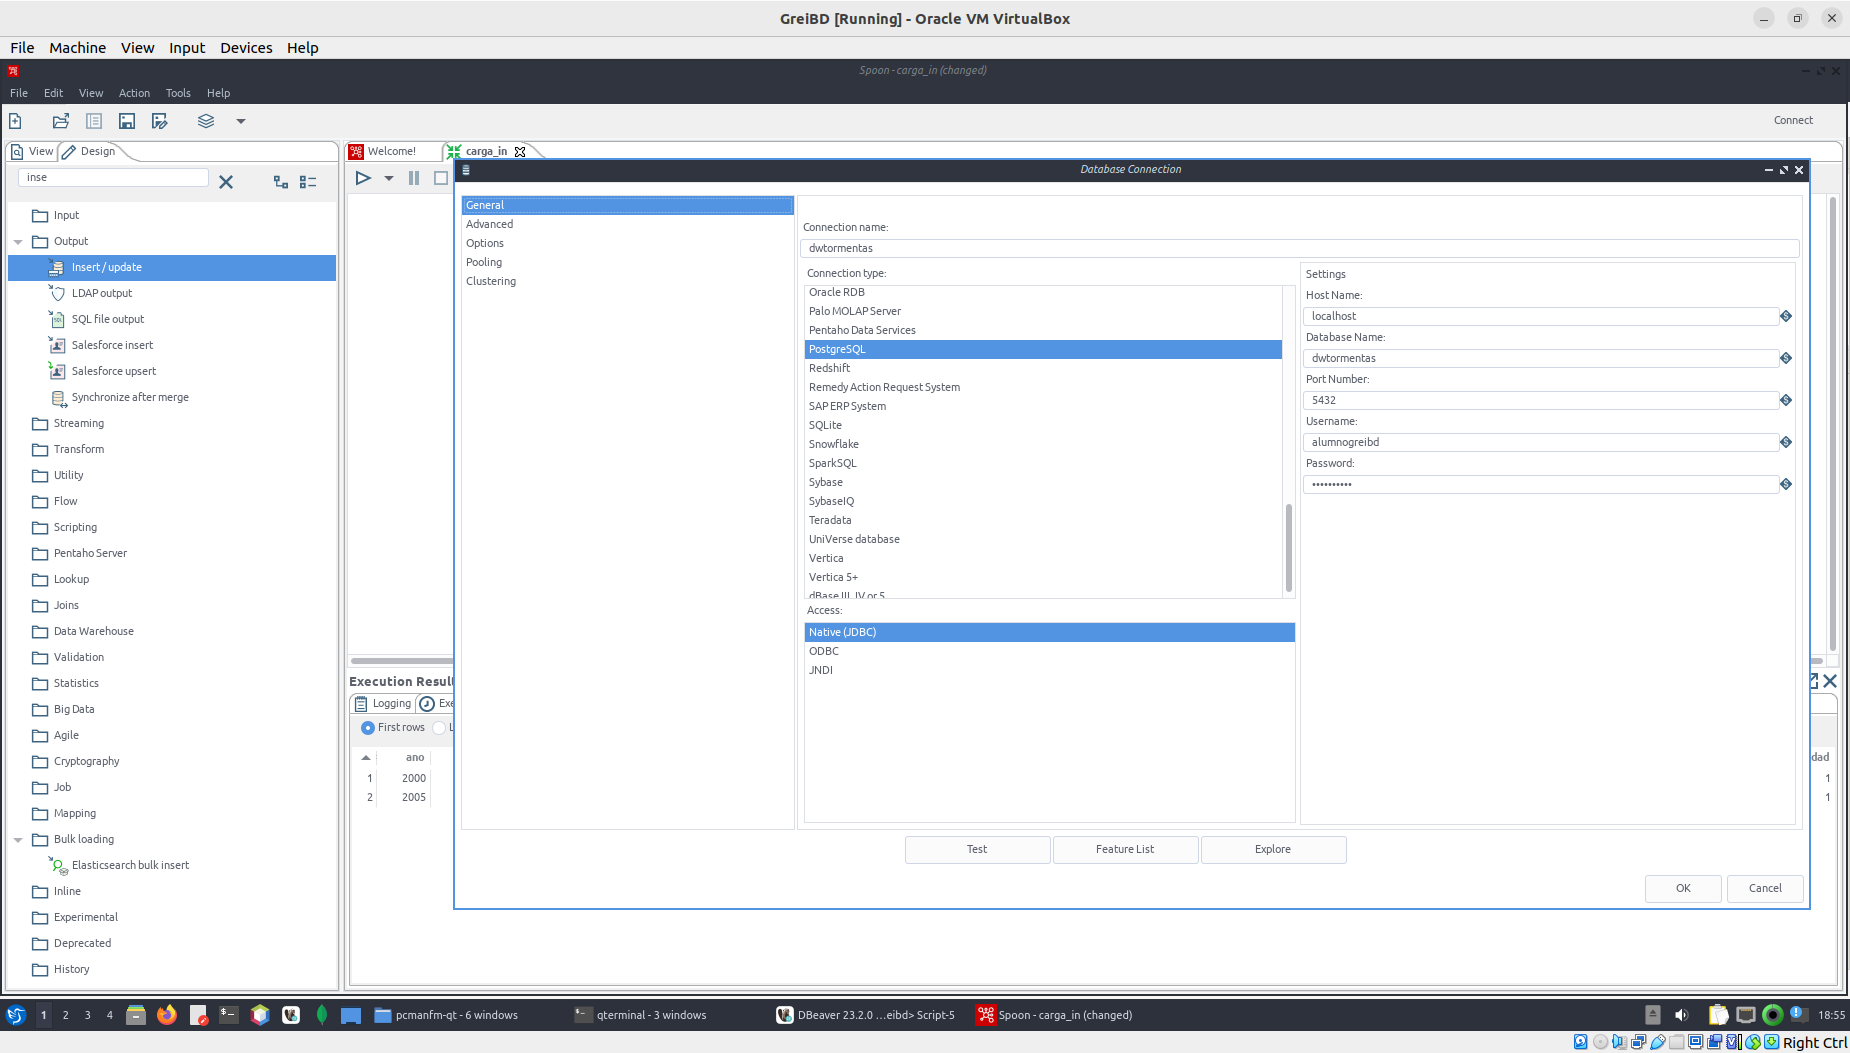 GreiBD [Running] - Oracle VM VirtualBox
File Machine View Input Devices Help
Spoon - carga_in (changed)
File Edit View Action Tools Help
Connect
View Design
Welcome! carga_in
inse
Input
Output
Insert / update
LDAP output
SQL file output
Salesforce insert
Salesforce upsert
Synchronize after merge
Streaming
Transform
Utility
Flow
Scripting
Pentaho Server
Lookup
Joins
Data Warehouse
Validation
Statistics
Big Data
Agile
Cryptography
Job
Mapping
Bulk loading
Elasticsearch bulk insert
Inline
Experimental
Deprecated
History
Database Connection
General
Advanced
Options
Pooling
Clustering
Connection name:
dwtormentas
Connection type:
Oracle RDB
Palo MOLAP Server
Pentaho Data Services
PostgreSQL
Redshift
Remedy Action Request System
SAP ERP System
SQLite
Snowflake
SparkSQL
Sybase
SybaseIQ
Teradata
UniVerse database
Vertica
Vertica 5+
dBase III, IV or 5
Access:
Native (JDBC)
ODBC
JNDI
Settings
Host Name:
localhost
Database Name:
dwtormentas
Port Number:
5432
Username:
alumnogreibd
Password:
••••••••••
Test Feature List Explore
OK Cancel
Execution Resul
Logging Exe
First rows L
ano dad
1 2000 1
2 2005 1
1 2 3 4 pcmanfm-qt - 6 windows qterminal - 3 windows DBeaver 23.2.0 ...eibd> Script-5 Spoon - carga_in (changed) 18:55
Right Ctrl